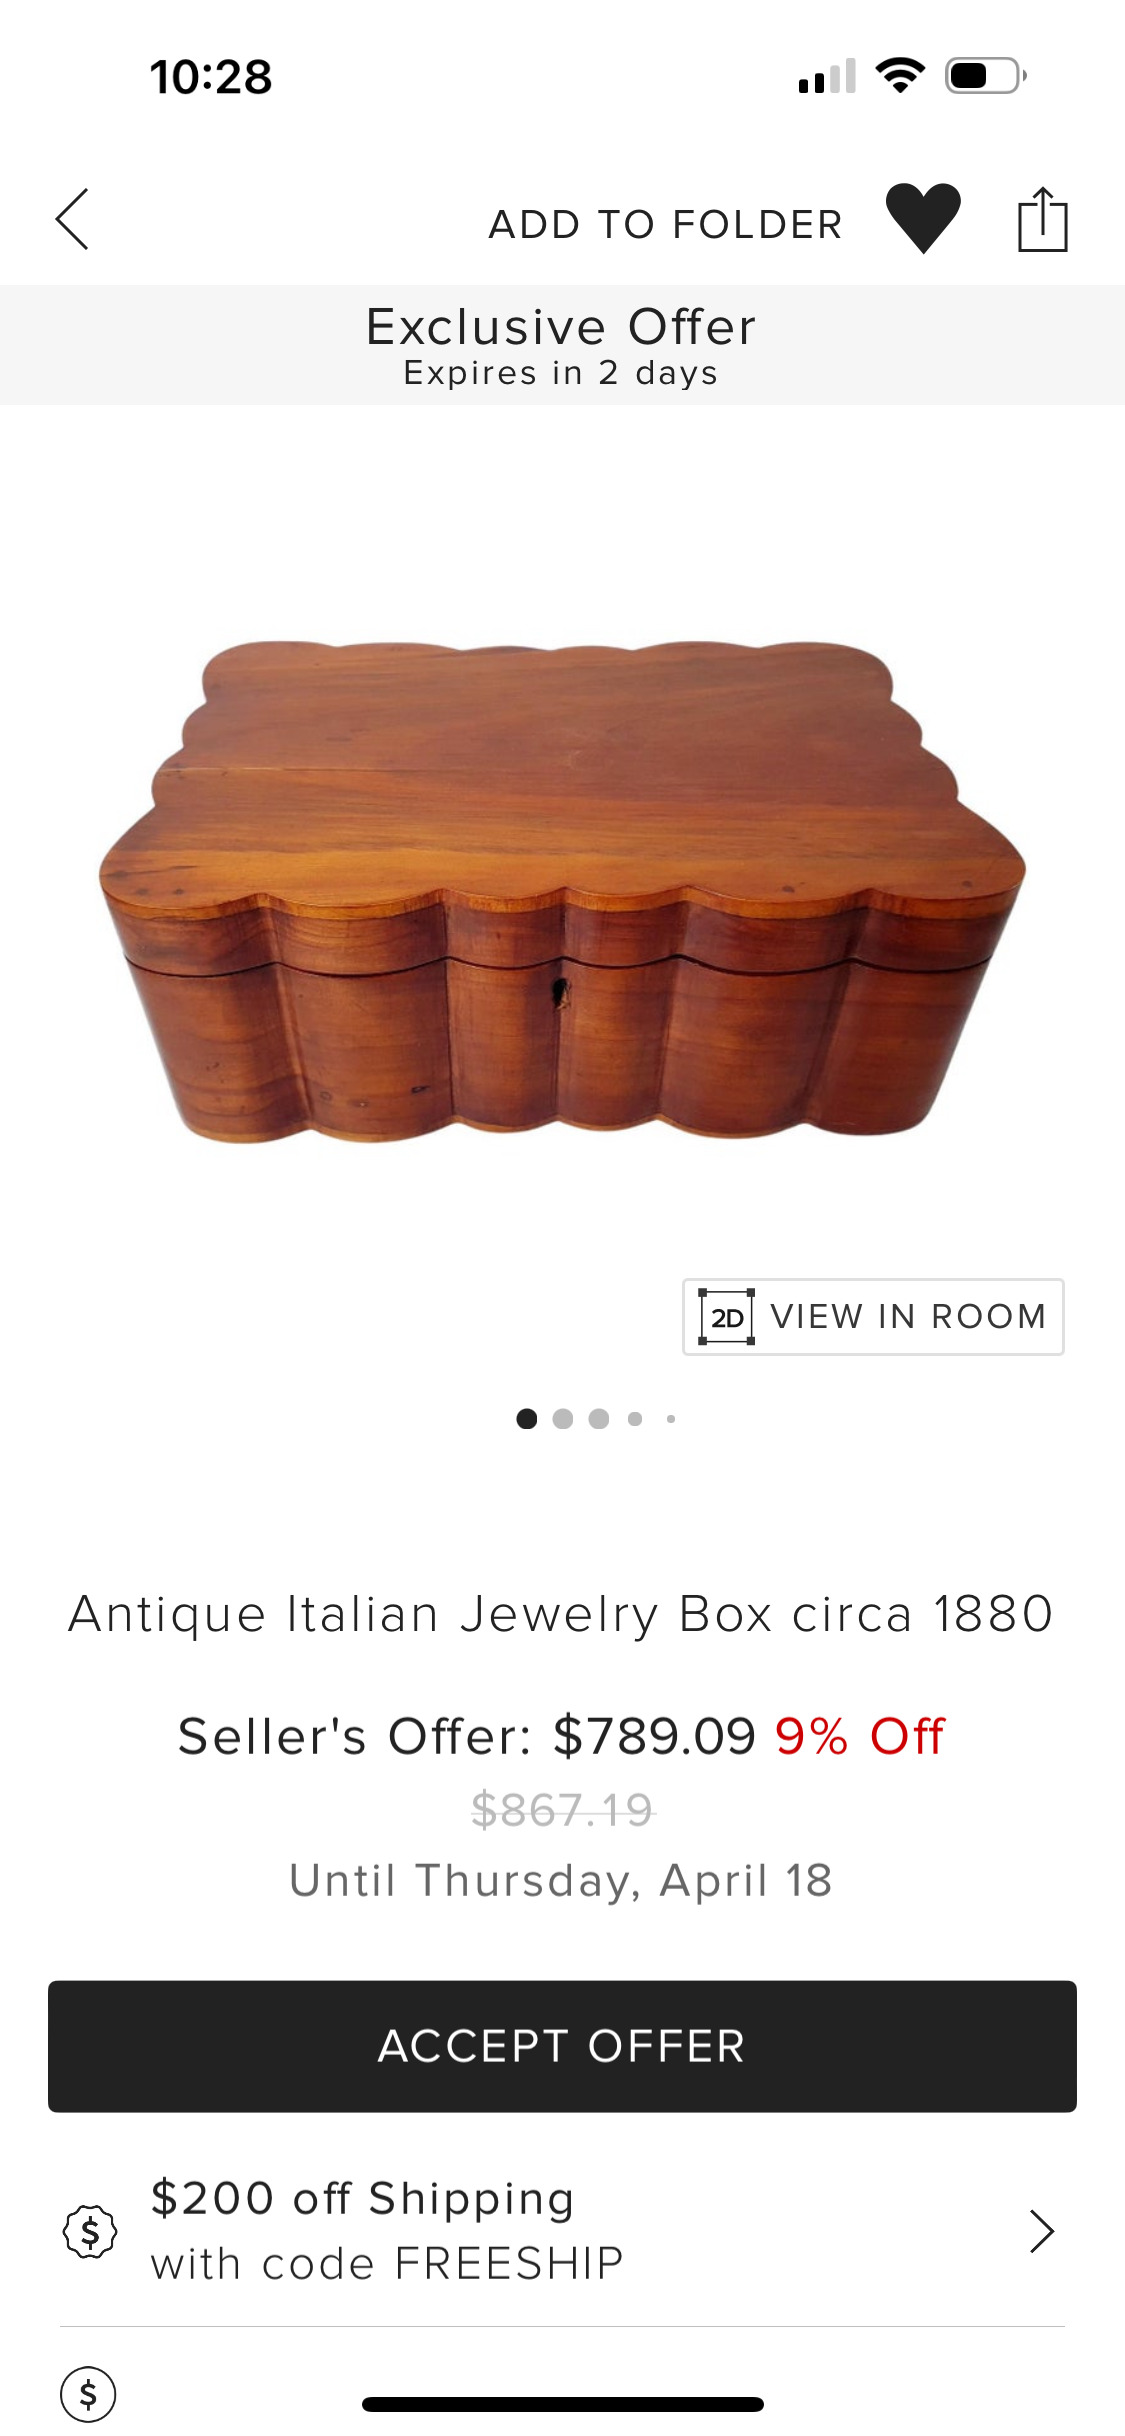 10:28
ADD TO FOLDER
Exclusive Offer
Expires in 2 days
2D VIEW IN ROOM
Antique Italian Jewelry Box circa 1880
Seller's Offer: $789.09 9% Off
$867.19
Until Thursday, April 18
ACCEPT OFFER
$200 off Shipping
$
with code FREESHIP
$